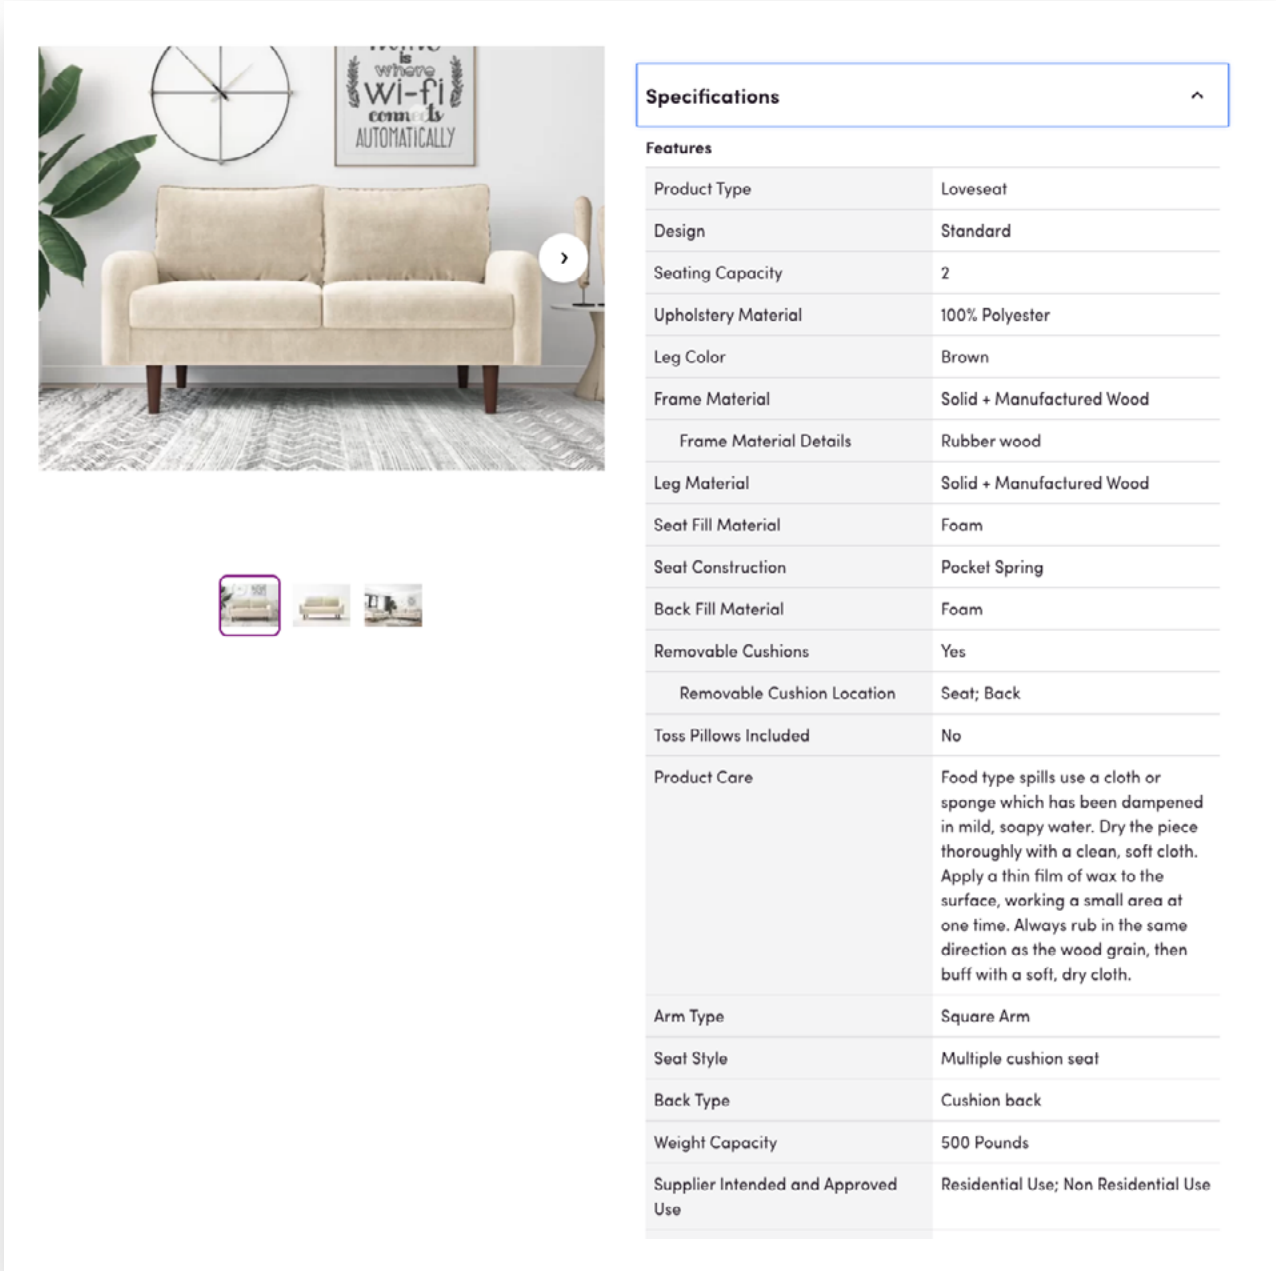 is
where
wi-fi
connects
AUTOMATICALLY
Specifications
Features
Product Type Loveseat
Design Standard
Seating Capacity 2
Upholstery Material 100% Polyester
Leg Color Brown
Frame Material Solid + Manufactured Wood
Frame Material Details Rubber wood
Leg Material Solid + Manufactured Wood
Seat Fill Material Foam
Seat Construction Pocket Spring
Back Fill Material Foam
Removable Cushions Yes
Removable Cushion Location Seat; Back
Toss Pillows Included No
Product Care Food type spills use a cloth or
sponge which has been dampened
in mild, soapy water. Dry the piece
thoroughly with a clean, soft cloth.
Apply a thin film of wax to the
surface, working a small area at
one time. Always rub in the same
direction as the wood grain, then
buff with a soft, dry cloth.
Arm Type Square Arm
Seat Style Multiple cushion seat
Back Type Cushion back
Weight Capacity 500 Pounds
Supplier Intended and Approved Residential Use; Non Residential Use
Use